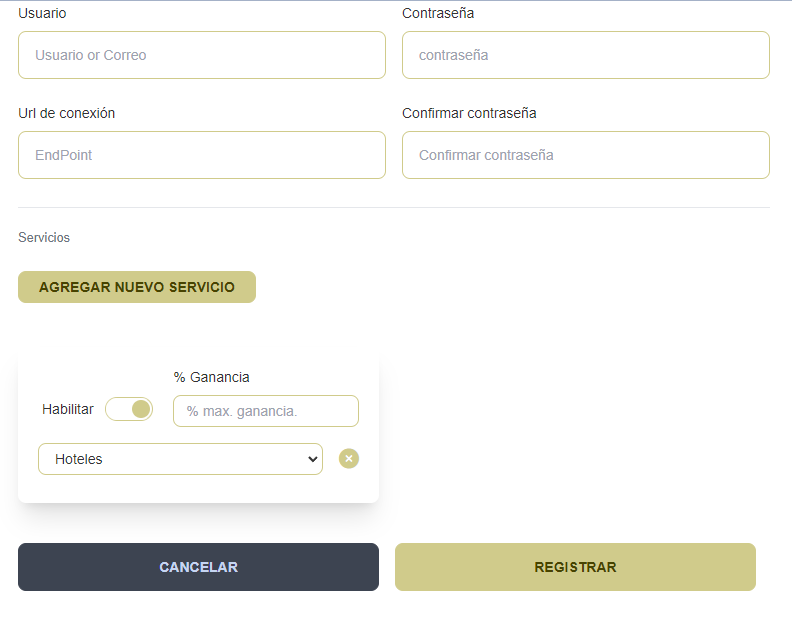 Usuario
Contraseña
Usuario or Correo
contraseña
Url de conexión
Confirmar contraseña
EndPoint
Confirmar contraseña
Servicios
AGREGAR NUEVO SERVICIO
% Ganancia
Habilitar
% max. ganancia.
Hoteles
CANCELAR
REGISTRAR